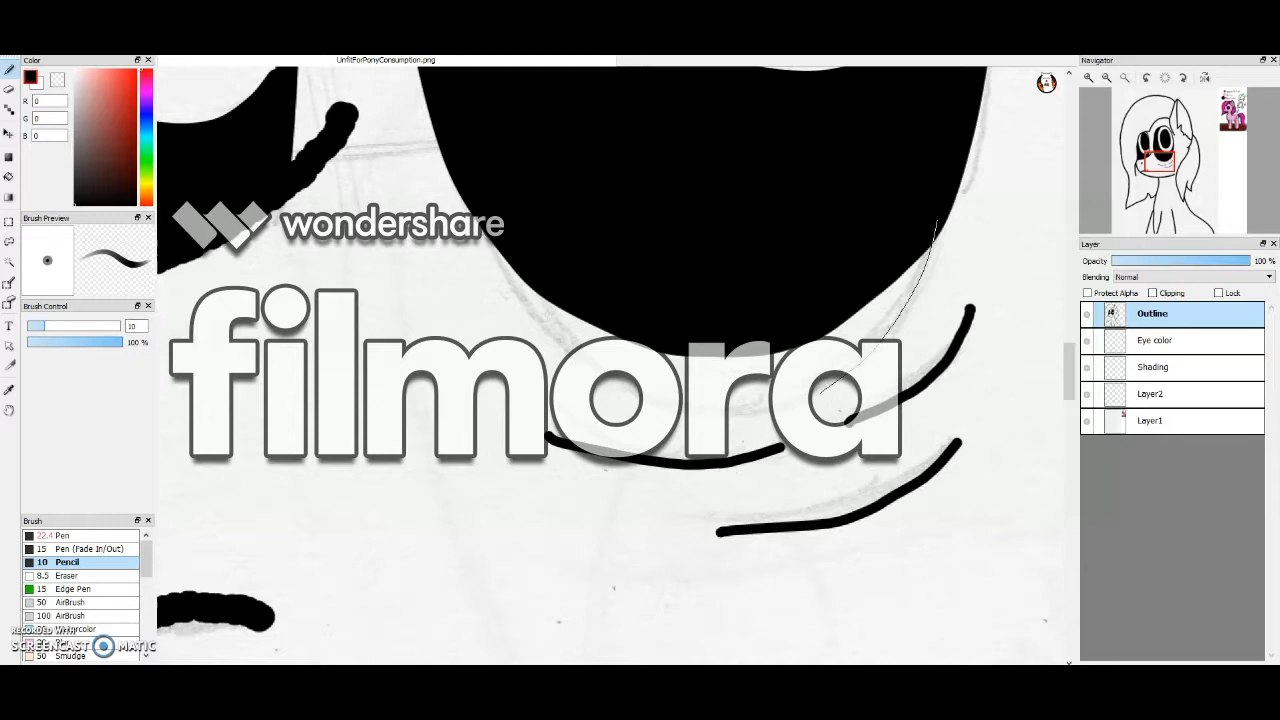 Color
UnfitForPonyConsumption.png
Navigator
R 0
G 0
B 0
Brush Preview
wondershare
filmora
Layer
Opacity 100 %
Blending Normal
Protect Alpha Clipping Lock
Outline
Eye color
Shading
Layer2
Layer1
Brush Control
10
100 %
Brush
22.4 Pen
15 Pen (Fade In/Out)
10 Pencil
8.5 Eraser
15 Edge Pen
50 AirBrush
100 AirBrush
RECORDED WITH
SCREENCAST MATIC
50 Smudge